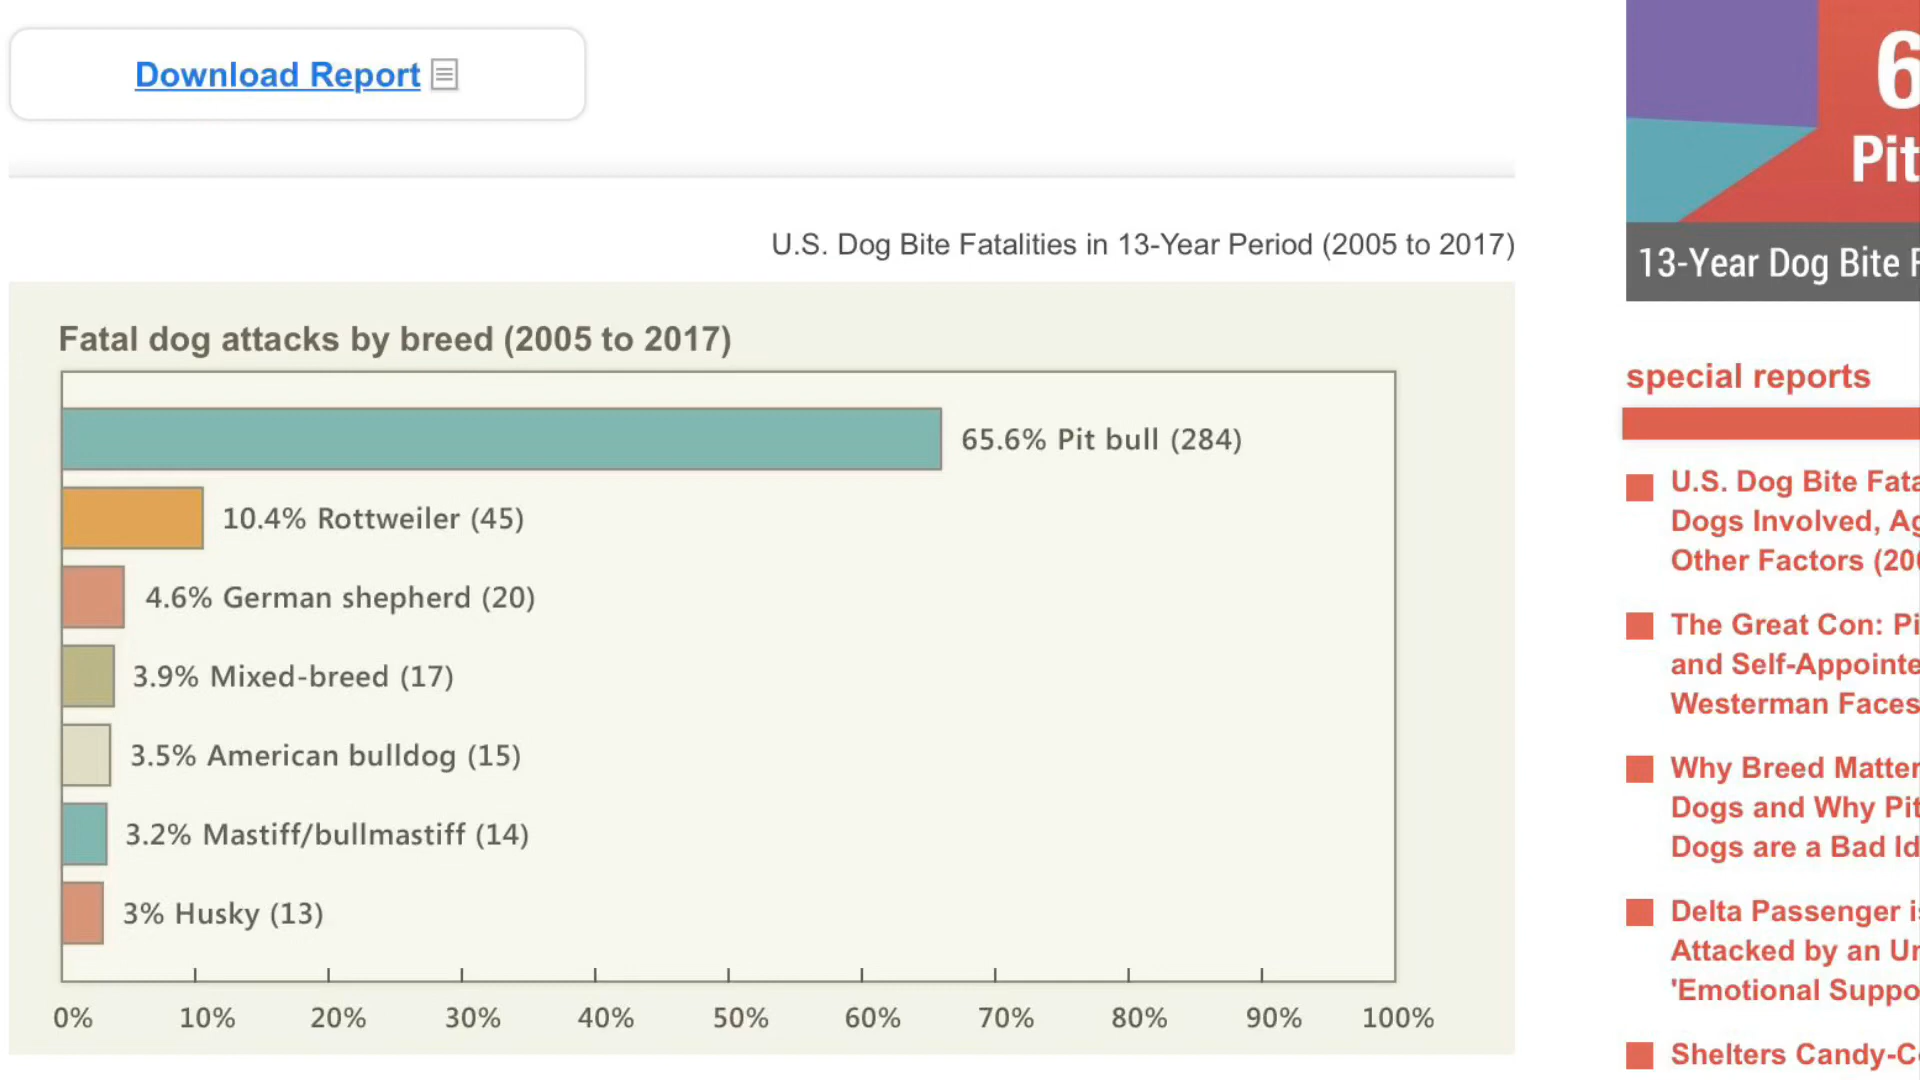 Download Report
U.S. Dog Bite Fatalities in 13-Year Period (2005 to 2017)
Fatal dog attacks by breed (2005 to 2017)
65.6% Pit bull (284)
10.4% Rottweiler (45)
4.6% German shepherd (20)
3.9% Mixed-breed (17)
3.5% American bulldog (15)
3.2% Mastiff/bullmastiff (14)
3% Husky (13)
0% 10% 20% 30% 40% 50% 60% 70% 80% 90% 100%
6
Pit
13-Year Dog Bite
special reports
U.S. Dog Bite
Dogs Involved,
Other Factors
The Great Con:
and
Westerman Faces
Why Breed
Dogs and Why Pit
Dogs are a Bad
Delta Passenger
Attacked by an
'Emotional
Shelters